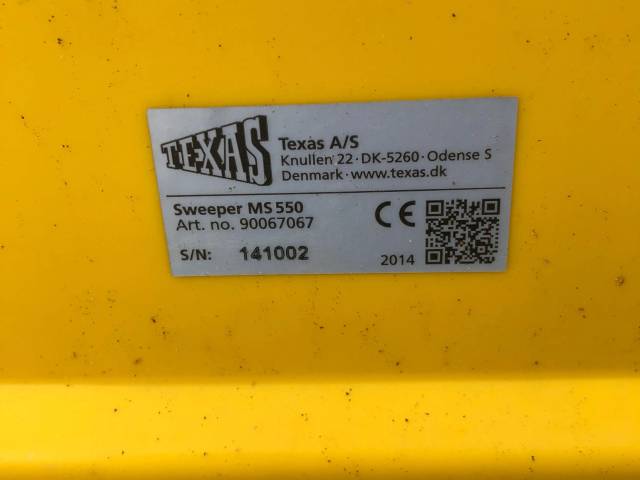 TEXAS
Texas A/S
Knullen 22 · DK-5260 · Odense S
Denmark · www.texas.dk
Sweeper MS 550
Art. no. 90067067
CE
S/N: 141002
2014